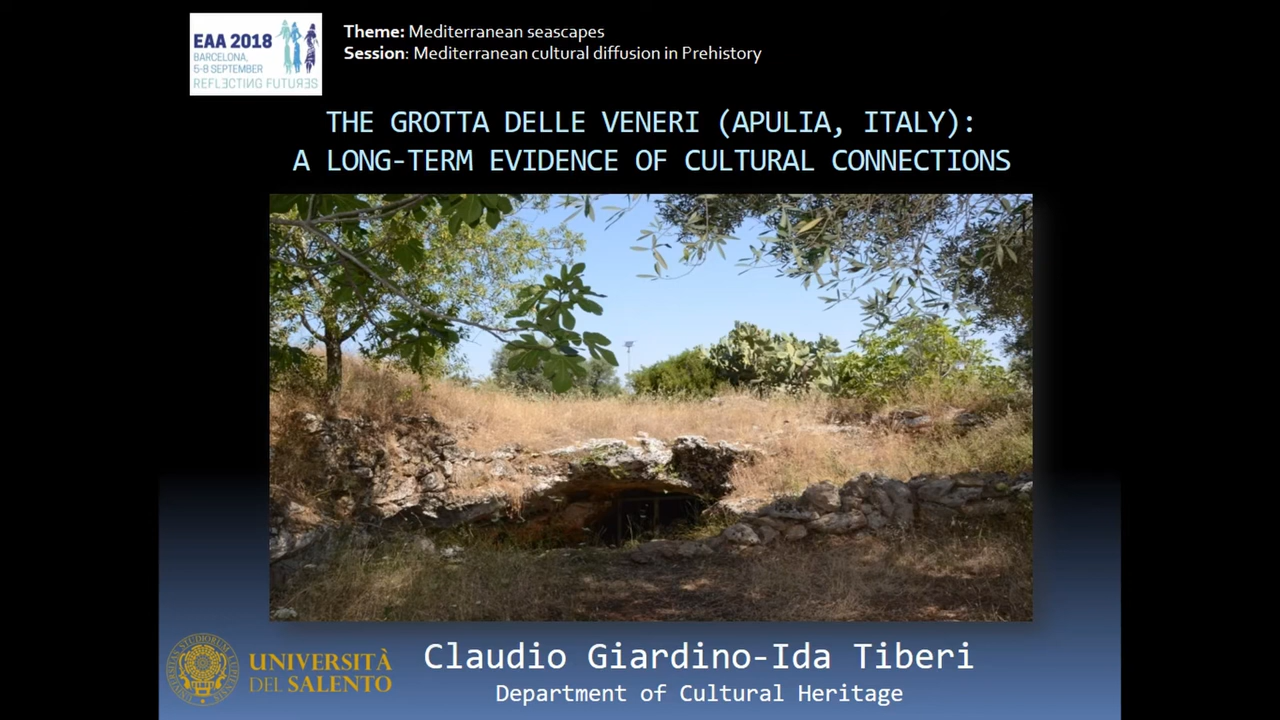 EAA 2018
BARCELONA,
5-8 SEPTEMBER
REFLECTING FUTURES
Theme: Mediterranean seascapes
Session: Mediterranean cultural diffusion in Prehistory
THE GROTTA DELLE VENERI (APULIA, ITALY):
A LONG-TERM EVIDENCE OF CULTURAL CONNECTIONS
UNIVERSITÀ
DEL SALENTO
Claudio Giardino-Ida Tiberi
Department of Cultural Heritage